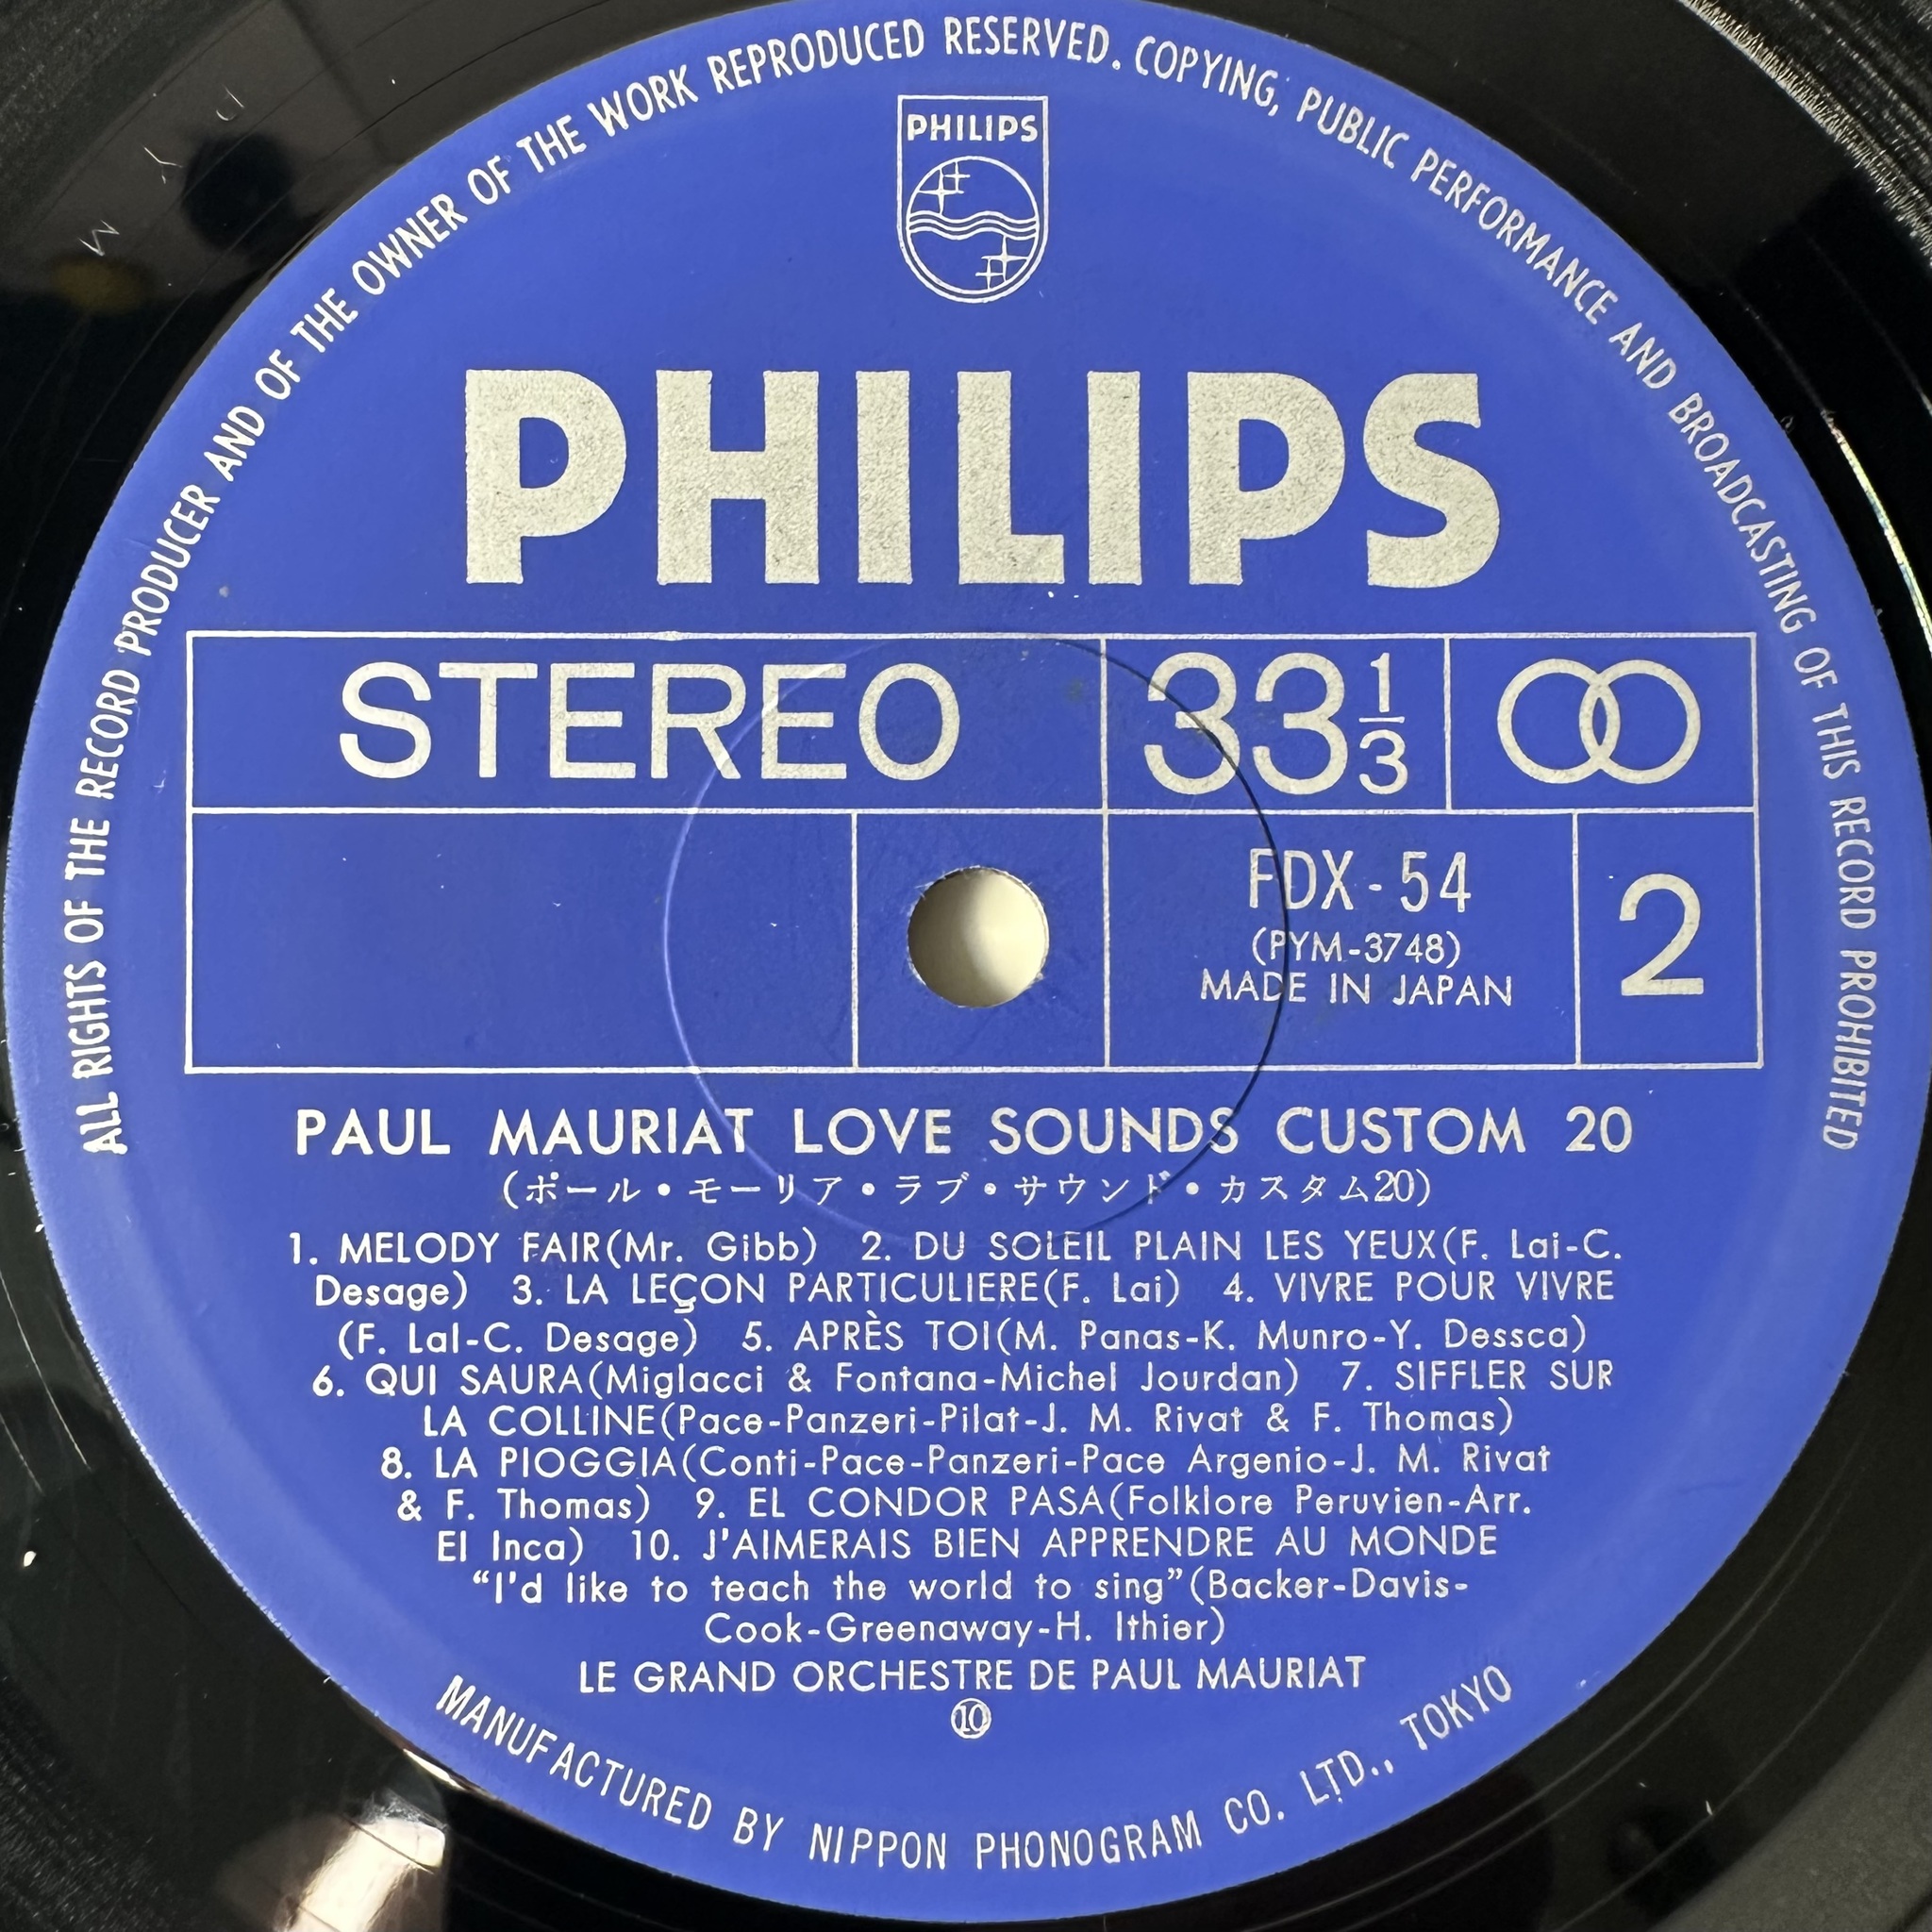 ALL RIGHTS OF THE RECORD PRODUCER AND OF THE OWNER OF THE WORK REPRODUCED RESERVED. COPYING, PUBLIC PERFORMANCE AND BROADCASTING OF THIS RECORD PROHIBITED
PHILIPS
PHILIPS
STEREO
33 1/3
FDX-54
(PYM-3748)
MADE IN JAPAN
2
PAUL MAURIAT LOVE SOUNDS CUSTOM 20
(ポール・モーリア・ラブ・サウンド・カスタム20)
1. MELODY FAIR(Mr. Gibb) 2. DU SOLEIL PLAIN LES YEUX(F. Lai-C.
Desage) 3. LA LEÇON PARTICULIERE(F. Lai) 4. VIVRE POUR VIVRE
(F. Lal-C. Desage) 5. APRÈS TOI(M. Panas-K. Munro-Y. Dessca)
6. QUI SAURA(Miglacci & Fontana-Michel Jourdan) 7. SIFFLER SUR
LA COLLINE(Pace-Panzeri-Pilat-J. M. Rivat & F. Thomas)
8. LA PIOGGIA(Conti-Pace-Panzeri-Pace Argenio-J. M. Rivat
& F. Thomas) 9. EL CONDOR PASA(Folklore Peruvien-Arr.
El Inca) 10. J'AIMERAIS BIEN APPRENDRE AU MONDE
“I'd like to teach the world to sing”(Backer-Davis-
Cook-Greenaway-H. Ithier)
LE GRAND ORCHESTRE DE PAUL MAURIAT
⑩
MANUFACTURED BY NIPPON PHONOGRAM CO. LTD., TOKYO